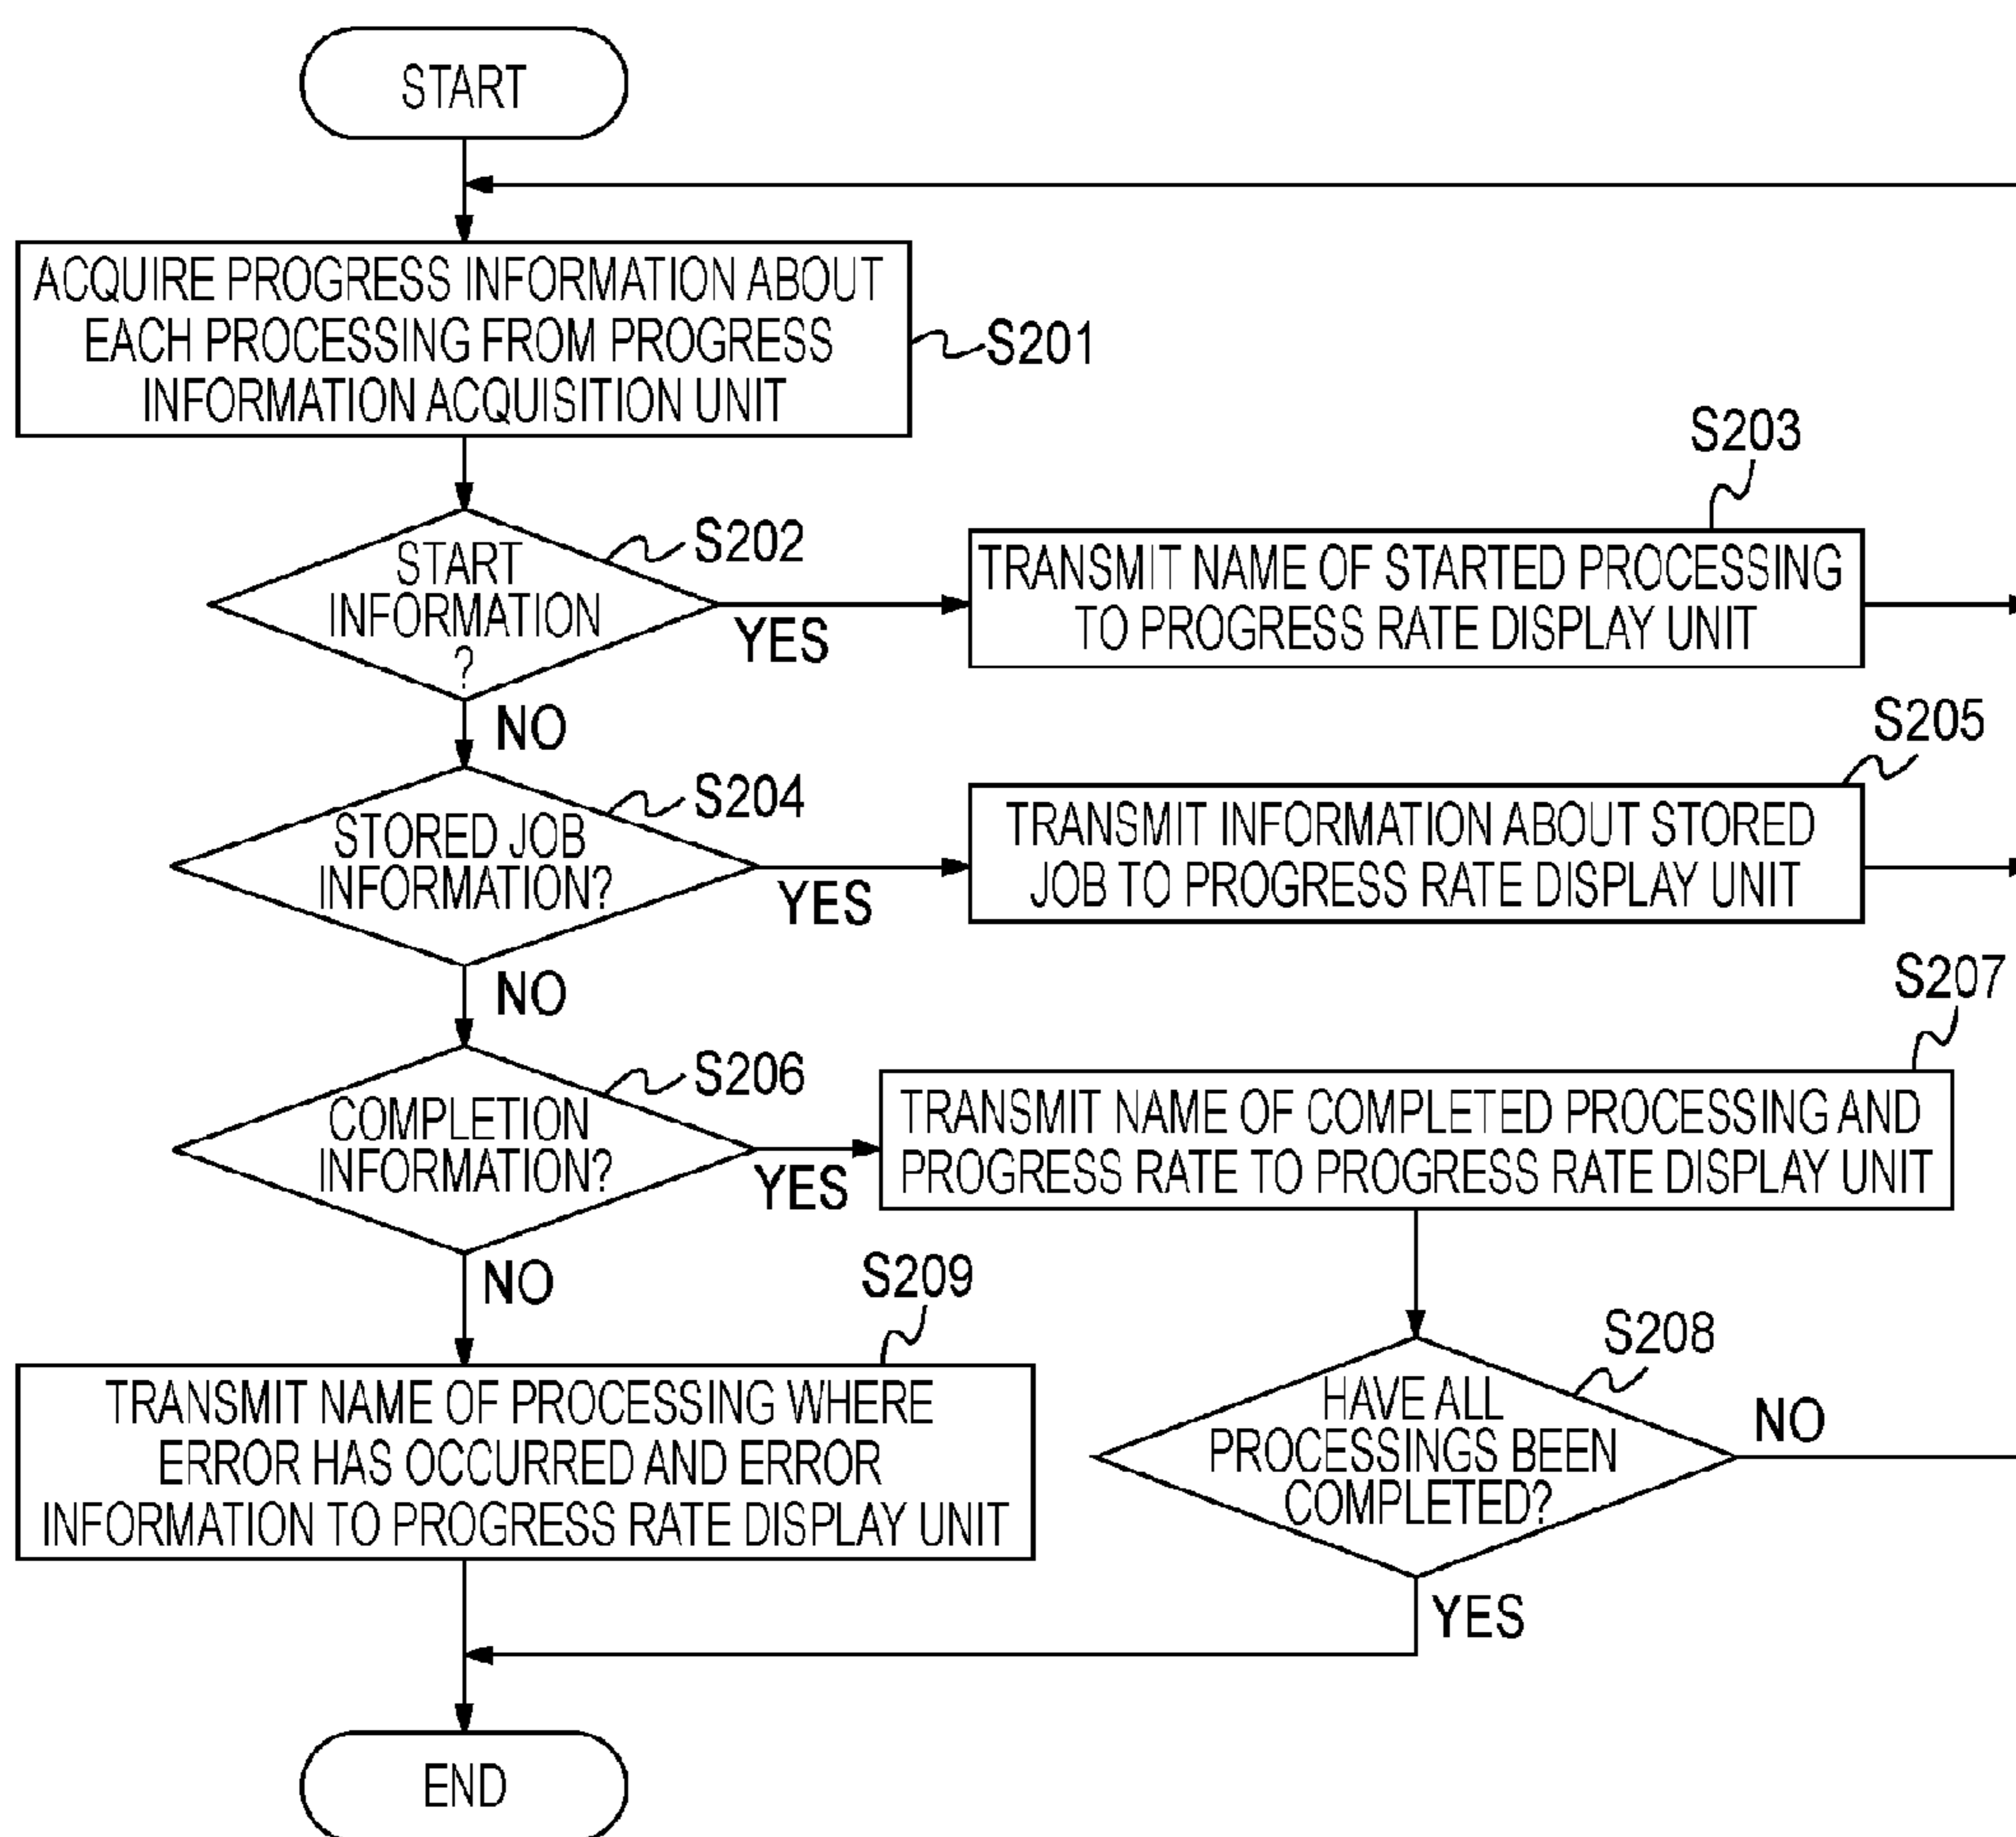 START
ACQUIRE PROGRESS INFORMATION ABOUT
EACH PROCESSING FROM PROGRESS
INFORMATION ACQUISITION UNIT
S201
START
INFORMATION
?
S202
YES
NO
S203
TRANSMIT NAME OF STARTED PROCESSING
TO PROGRESS RATE DISPLAY UNIT
STORED JOB
INFORMATION?
S204
YES
NO
S205
TRANSMIT INFORMATION ABOUT STORED
JOB TO PROGRESS RATE DISPLAY UNIT
COMPLETION
INFORMATION?
S206
YES
NO
S207
TRANSMIT NAME OF COMPLETED PROCESSING AND
PROGRESS RATE TO PROGRESS RATE DISPLAY UNIT
S208
HAVE ALL
PROCESSINGS BEEN
COMPLETED?
NO
YES
S209
TRANSMIT NAME OF PROCESSING WHERE
ERROR HAS OCCURRED AND ERROR
INFORMATION TO PROGRESS RATE DISPLAY UNIT
END